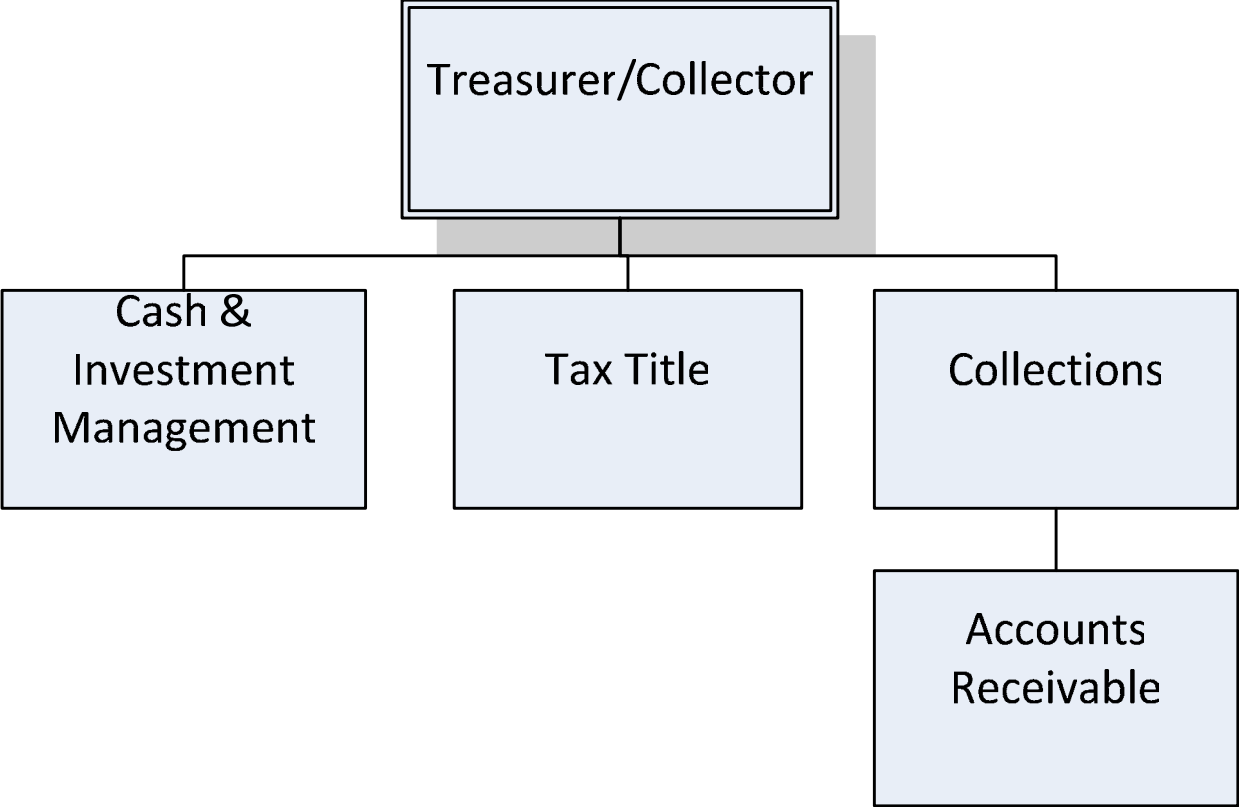 Treasurer/Collector
Cash &
Investment
Management
Tax Title
Collections
Accounts
Receivable